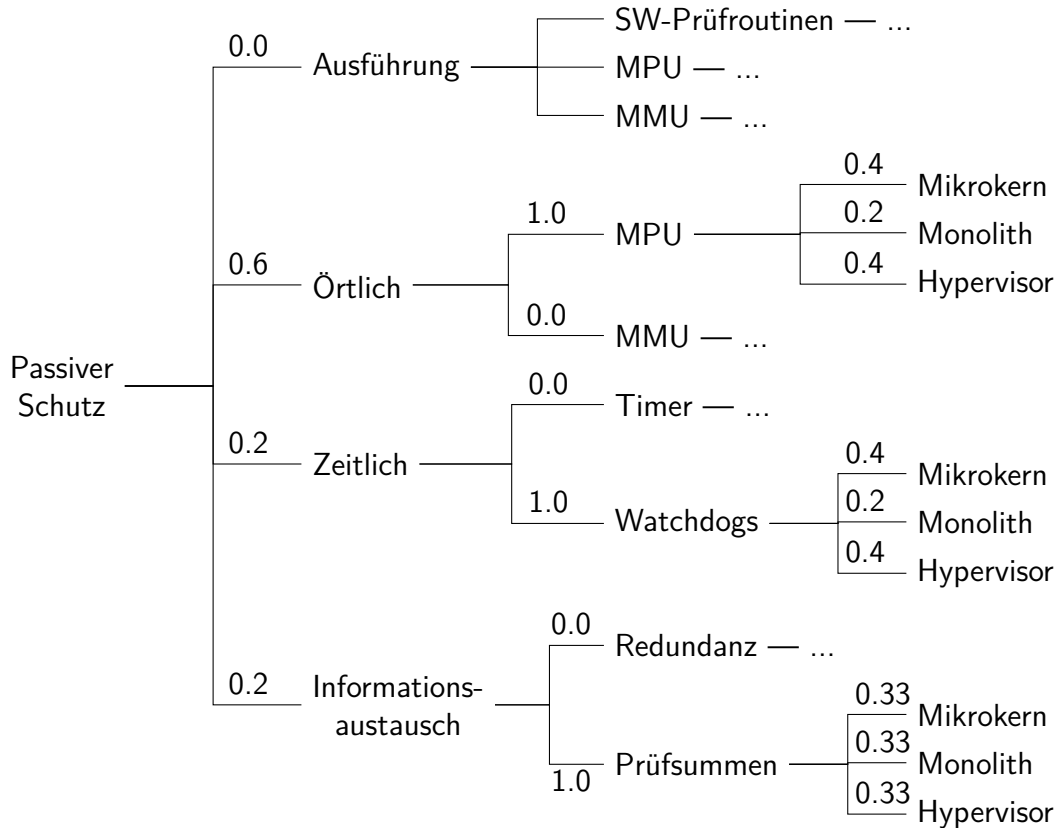 SW-Prüfroutinen — ...
0.0
Ausführung
MPU — ...
MMU — ...
0.4
Mikrokern
1.0
0.2
MPU
Monolith
0.6
0.4
Örtlich
Hypervisor
0.0
MMU — ...
Passiver
Schutz
0.0
Timer — ...
0.2
0.4
Zeitlich
Mikrokern
1.0
0.2
Watchdogs
Monolith
0.4
Hypervisor
0.0
Redundanz — ...
0.2
Informations-
austausch
0.33
Mikrokern
0.33
1.0
Prüfsummen
Monolith
0.33
Hypervisor